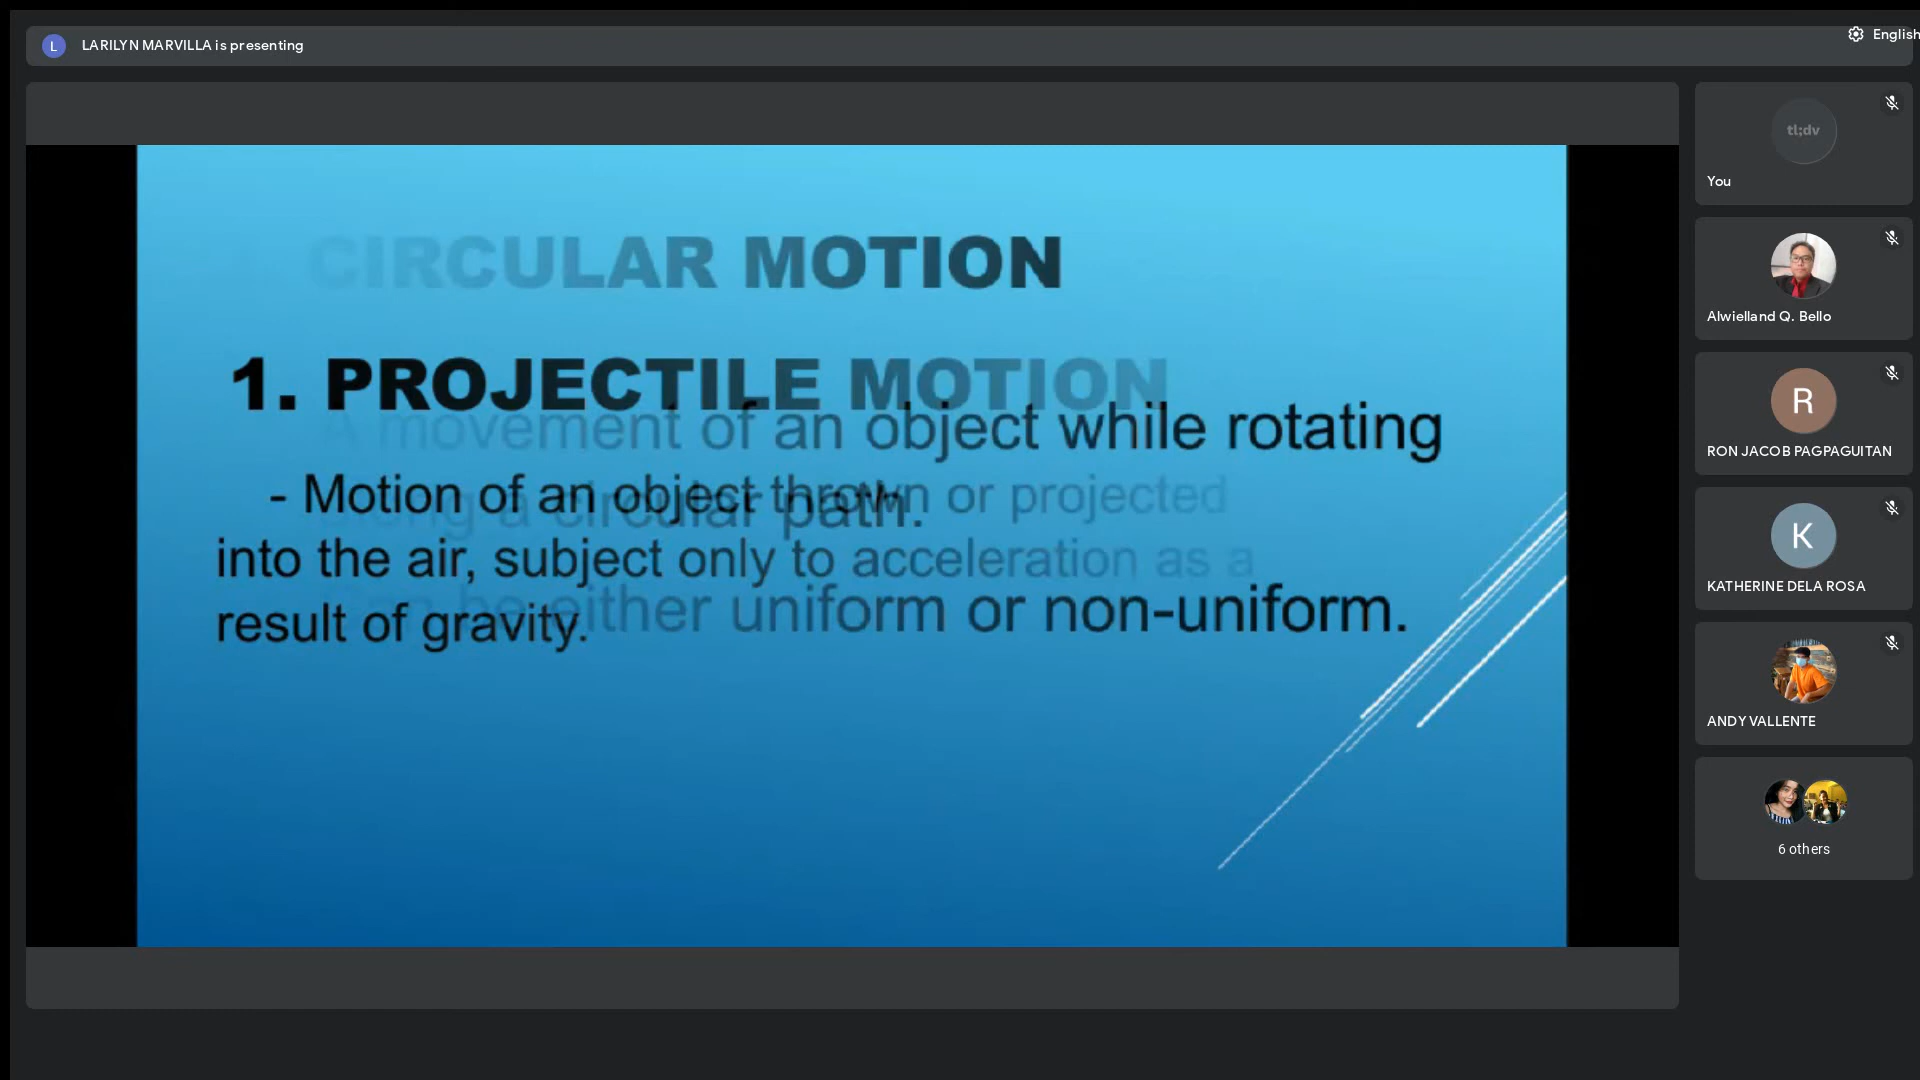 LARILYN MARVILLA is presenting
English
CIRCULAR MOTION
1. PROJECTILE MOTION
A movement of an object while rotating
- Motion of an object thrown or projected
along a circular path.
into the air, subject only to acceleration as a
Can be either uniform or non-uniform.
result of gravity.
tl;dv
You
Alwielland Q. Bello
R
RON JACOB PAGPAGUITAN
K
KATHERINE DELA ROSA
ANDY VALLENTE
6 others
L